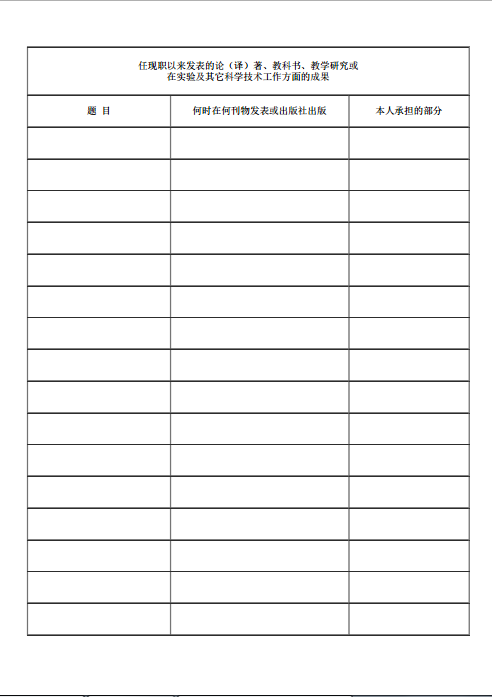 任现职以来发表的论（译）著、教科书、教学研究或
在实验及其它科学技术工作方面的成果
题 目
何时在何刊物发表或出版社出版
本人承担的部分